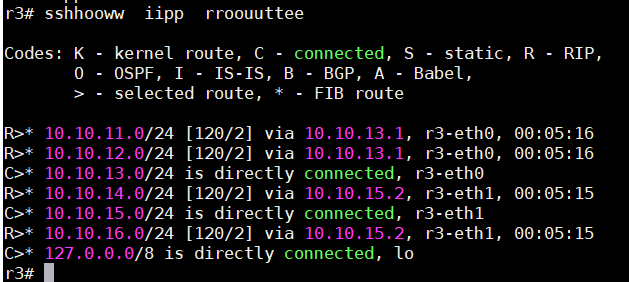 r3# sshhooww  iipp  rroouuttee

Codes: K - kernel route, C - connected, S - static, R - RIP,
       O - OSPF, I - IS-IS, B - BGP, A - Babel,
       > - selected route, * - FIB route

R>* 10.10.11.0/24 [120/2] via 10.10.13.1, r3-eth0, 00:05:16
R>* 10.10.12.0/24 [120/2] via 10.10.13.1, r3-eth0, 00:05:16
C>* 10.10.13.0/24 is directly connected, r3-eth0
R>* 10.10.14.0/24 [120/2] via 10.10.15.2, r3-eth1, 00:05:15
C>* 10.10.15.0/24 is directly connected, r3-eth1
R>* 10.10.16.0/24 [120/2] via 10.10.15.2, r3-eth1, 00:05:15
C>* 127.0.0.0/8 is directly connected, lo
r3#